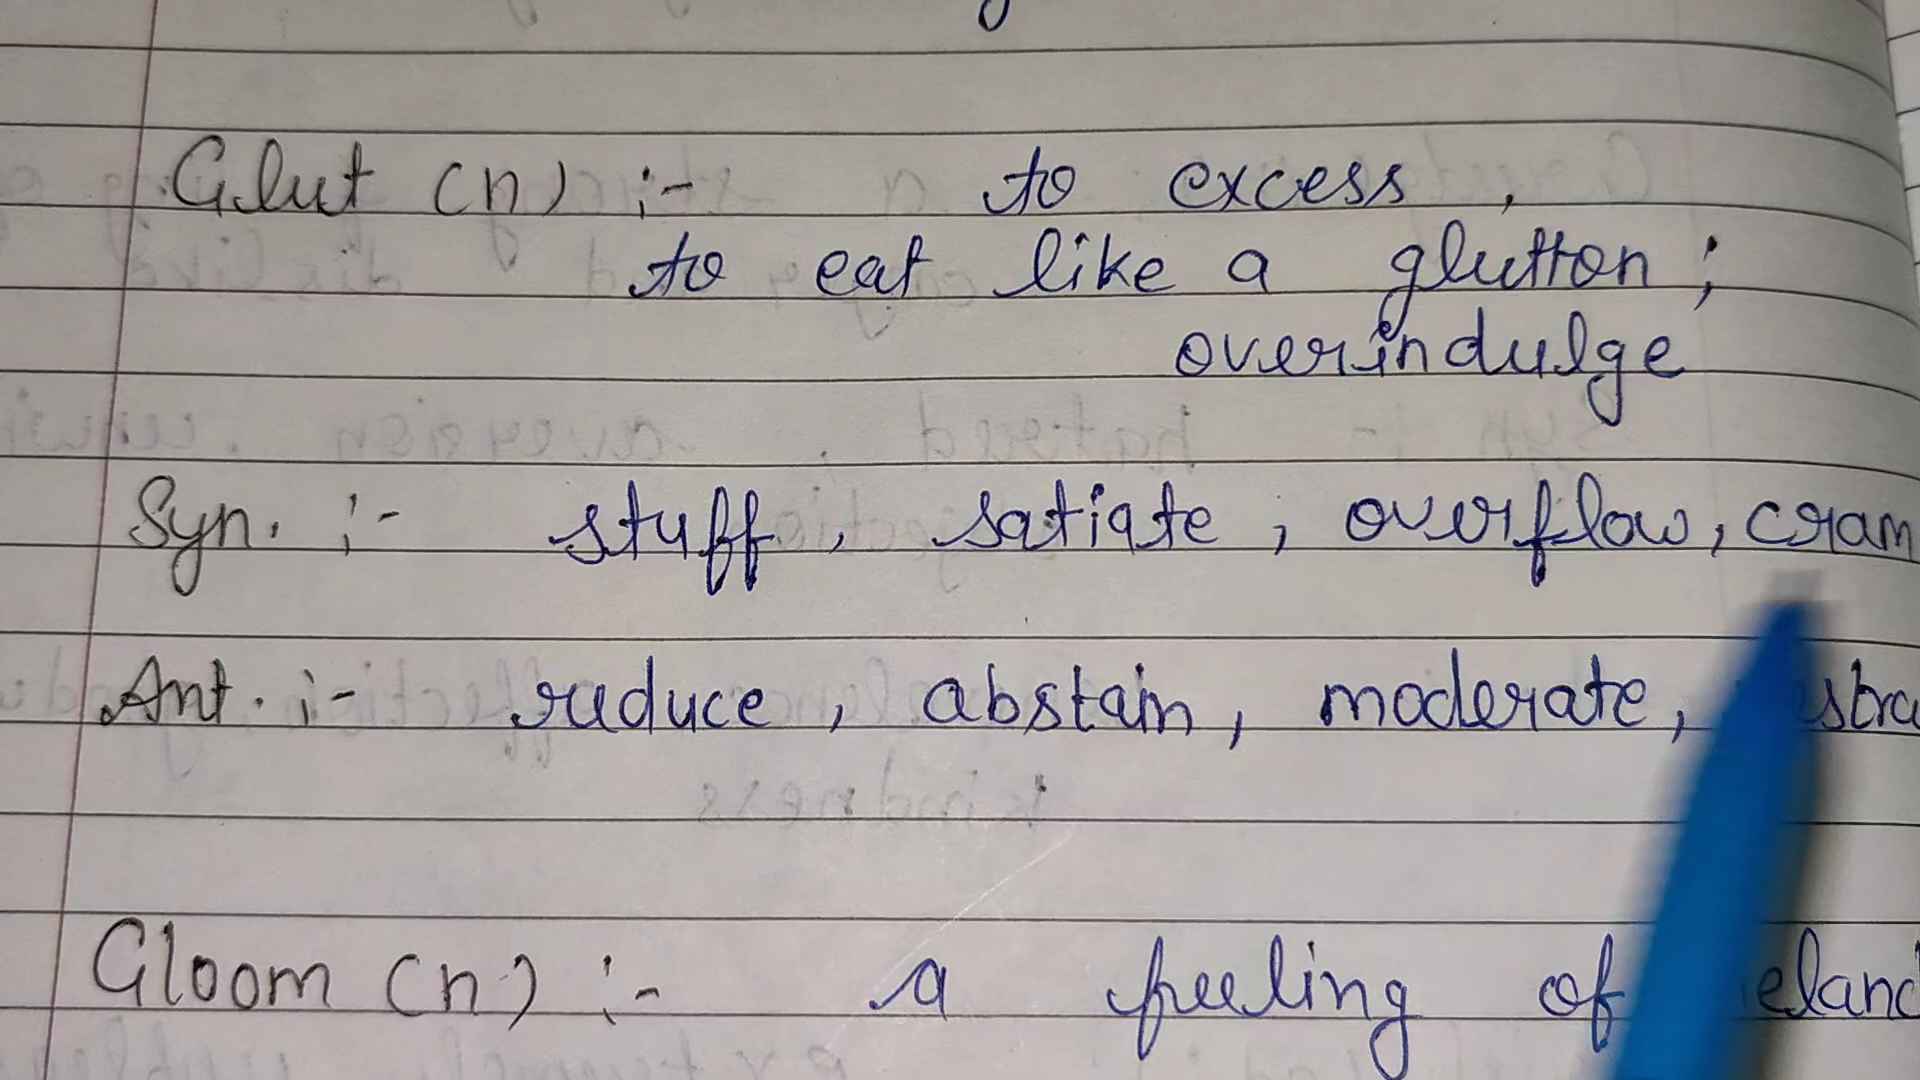 Glut (n) :- to excess,
to eat like a glutton;
overindulge
Syn. :- stuff, satiate, overflow, cram
Ant. :- reduce, abstain, moderate,
Gloom (n) :- a feeling of